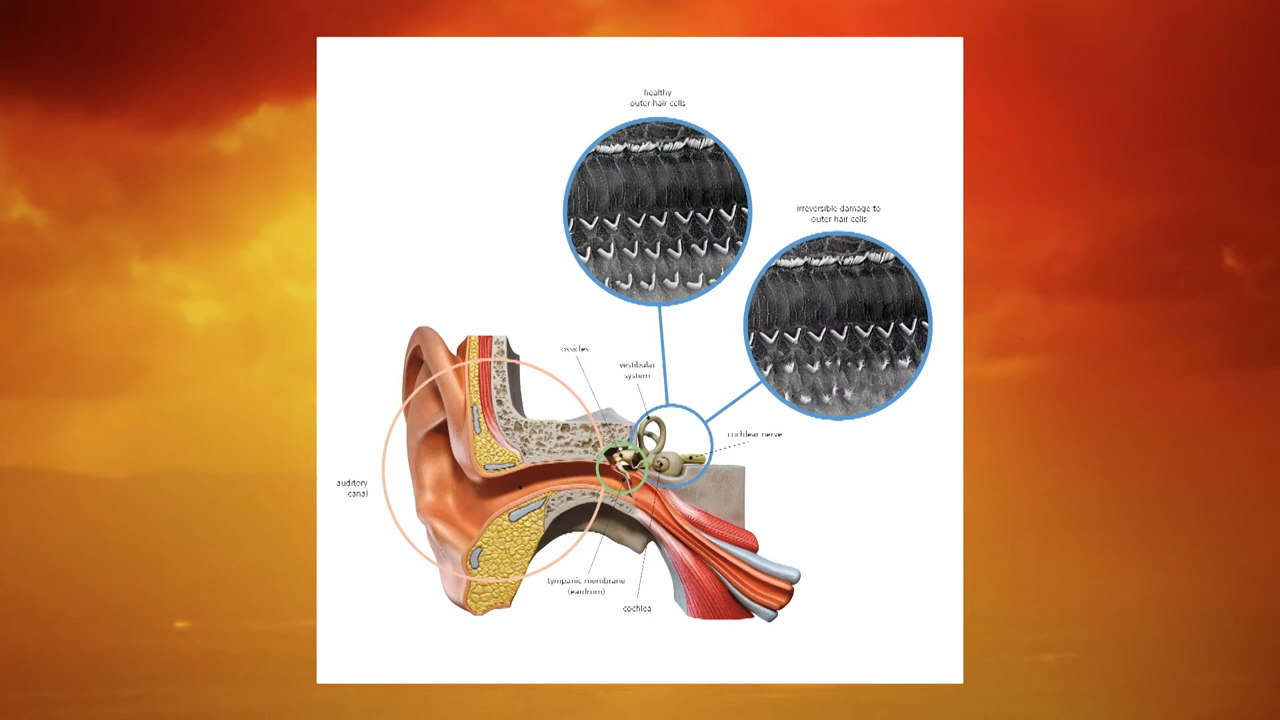 healthy
outer hair cells
irreversible damage to
outer hair cells
ossicles
vestibular
system
cochlear nerve
auditory
canal
tympanic membrane
(eardrum)
cochlea